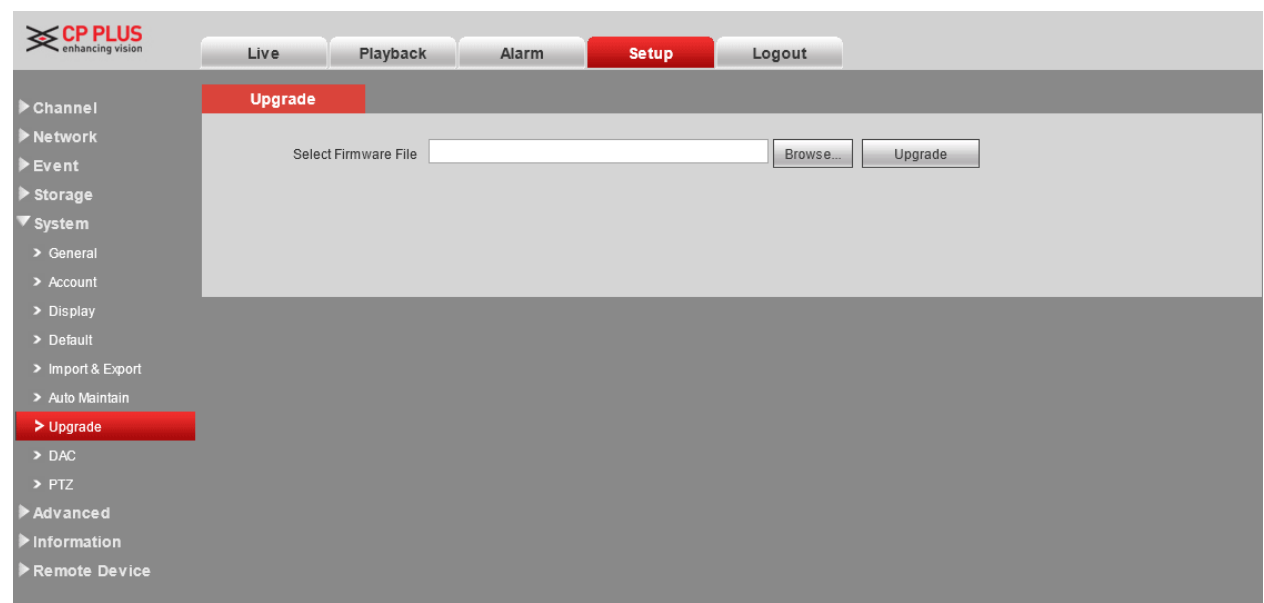 CP PLUS
enhancing vision
Live
Playback
Alarm
Setup
Logout
Channel
Network
Event
Storage
System
> General
> Account
> Display
> Default
> Import & Export
> Auto Maintain
> Upgrade
> DAC
> PTZ
Advanced
Information
Remote Device
Upgrade
Select Firmware File
Browse...
Upgrade